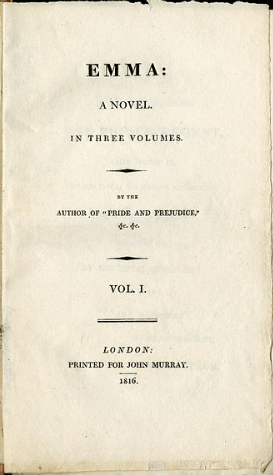 EMMA:
A NOVEL.
IN THREE VOLUMES.
BY THE
AUTHOR OF "PRIDE AND PREJUDICE,"
&c. &c.
VOL. I.
LONDON:
PRINTED FOR JOHN MURRAY.
1816.